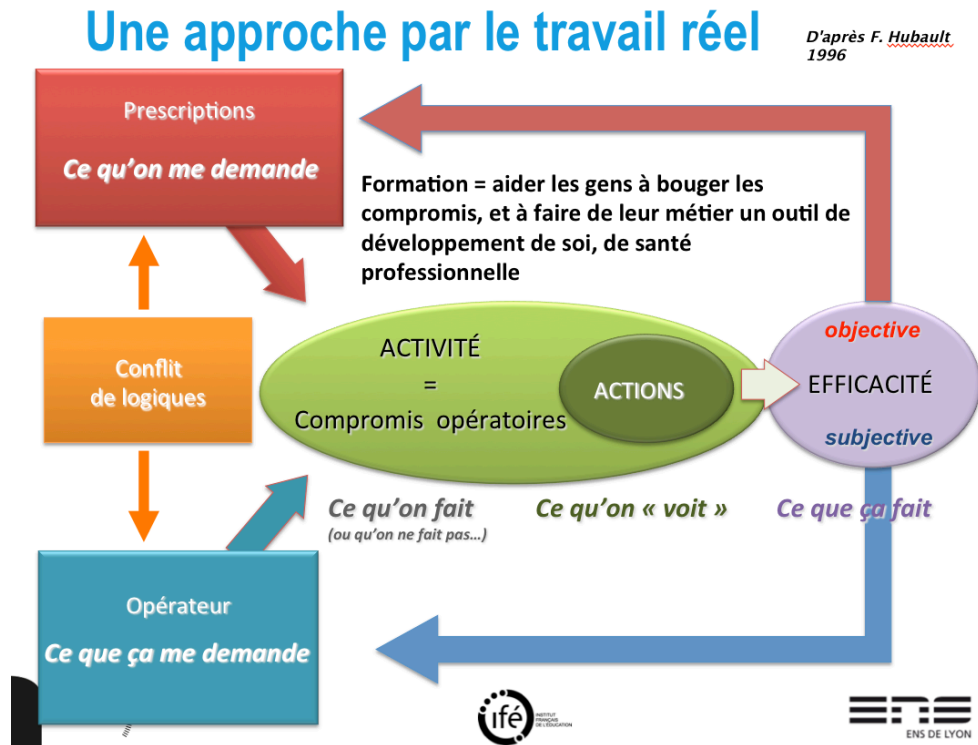 Une approche par le travail réel
D'après F. Hubault
1996
Prescriptions
Ce qu'on me demande
Formation = aider les gens à bouger les
compromis, et à faire de leur métier un outil de
développement de soi, de santé
professionnelle
Conflit
de logiques
ACTIVITÉ
=
Compromis opératoires
ACTIONS
objective
EFFICACITÉ
subjective
Ce qu'on fait
(ou qu'on ne fait pas...)
Ce qu'on « voit »
Ce que ça fait
Opérateur
Ce que ça me demande
ifé
INSTITUT
FRANÇAIS
DE L'ÉDUCATION
ENS
ENS DE LYON